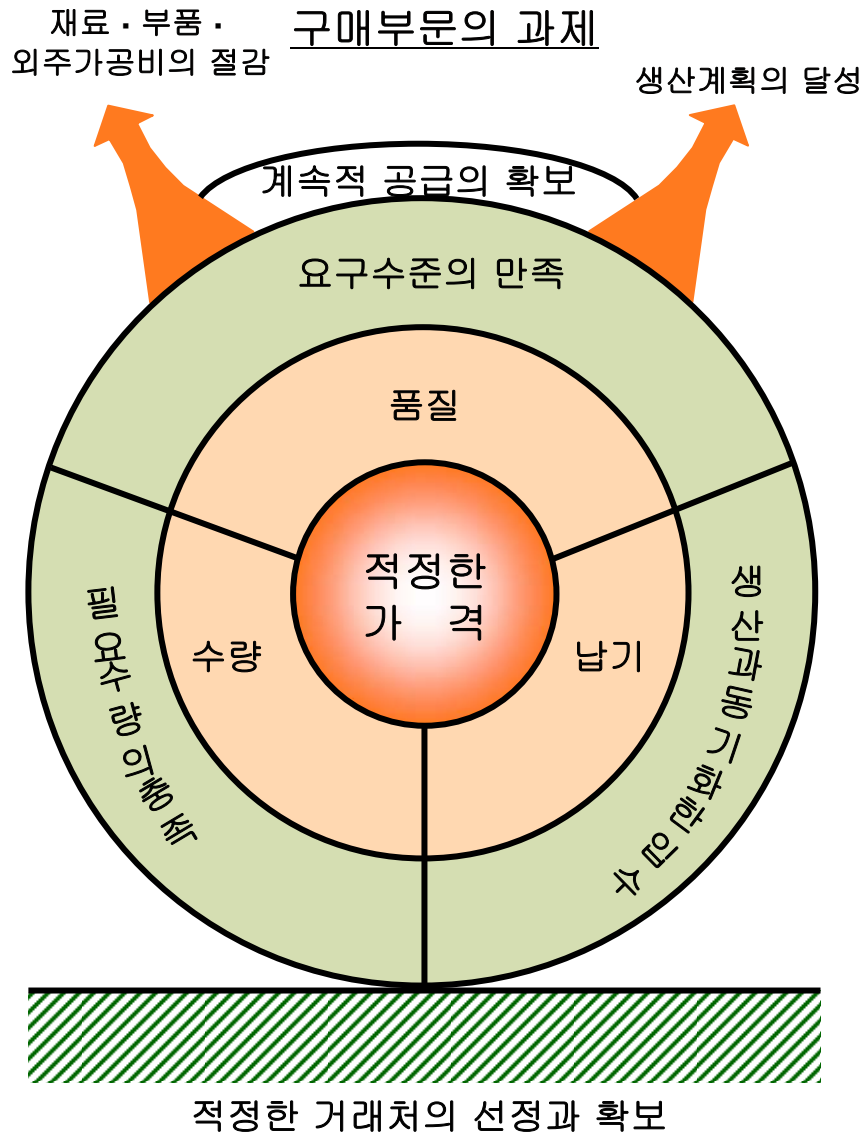 구매부문의 과제
재료 · 부품 ·
외주가공비의 절감
생산계획의 달성
계속적 공급의 확보
요구수준의 만족
품질
적정한
가 격
수량
납기
필요수량의충족
생산과동기화한입수
적정한 거래처의 선정과 확보